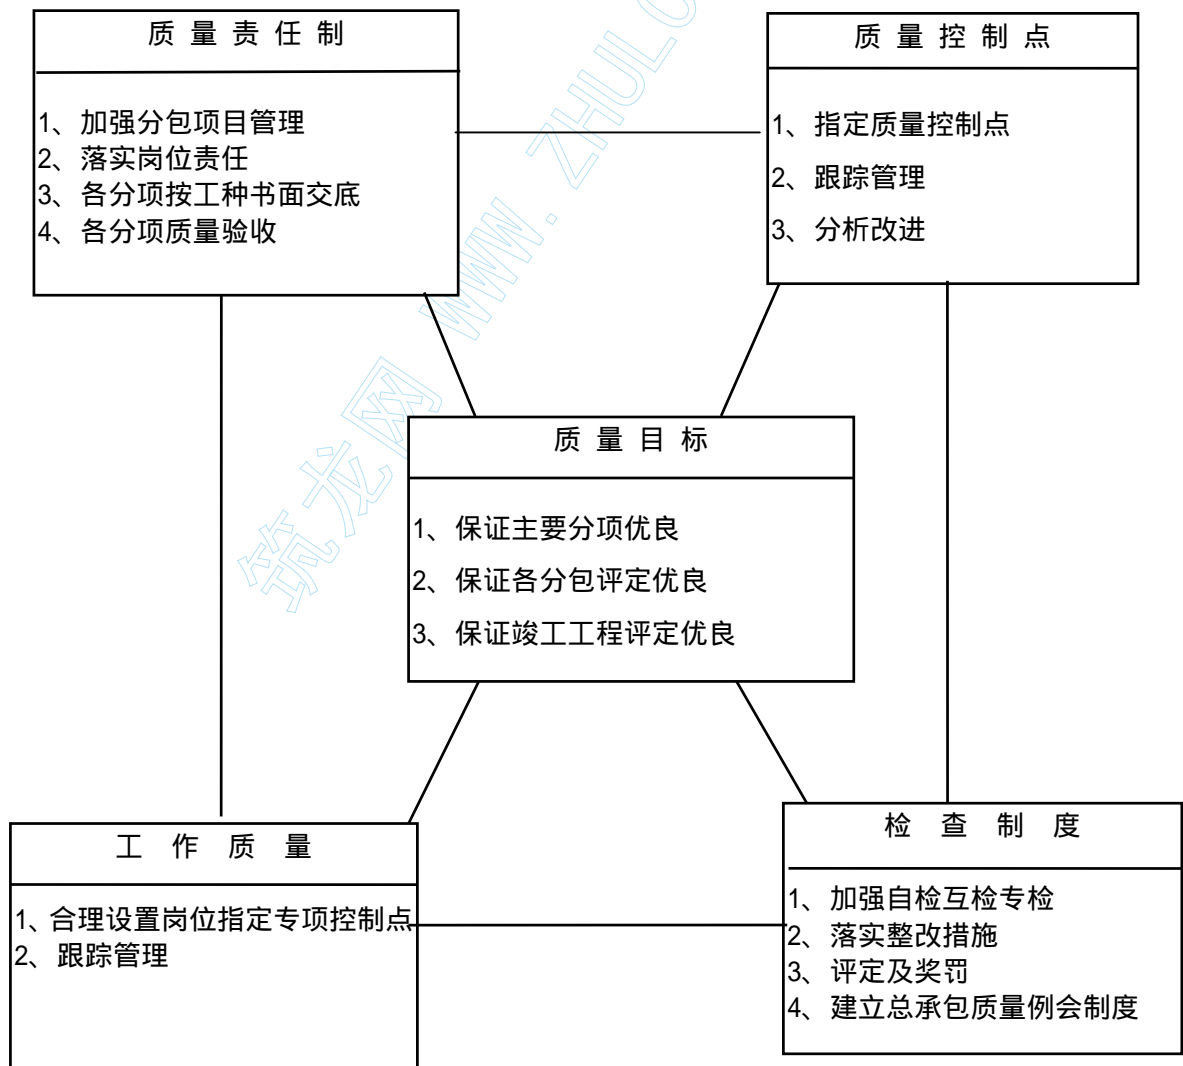 质量责任制
1、加强分包项目管理
2、落实岗位责任
3、各分项按工种书面交底
4、各分项质量验收
质量控制点
1、指定质量控制点
2、跟踪管理
3、分析改进
质量目标
1、保证主要分项优良
2、保证各分包评定优良
3、保证竣工工程评定优良
工作质量
1、合理设置岗位指定专项控制点
2、跟踪管理
检查制度
1、加强自检互检专检
2、落实整改措施
3、评定及奖罚
4、建立总承包质量例会制度
筑龙网 WWW. ZHULO